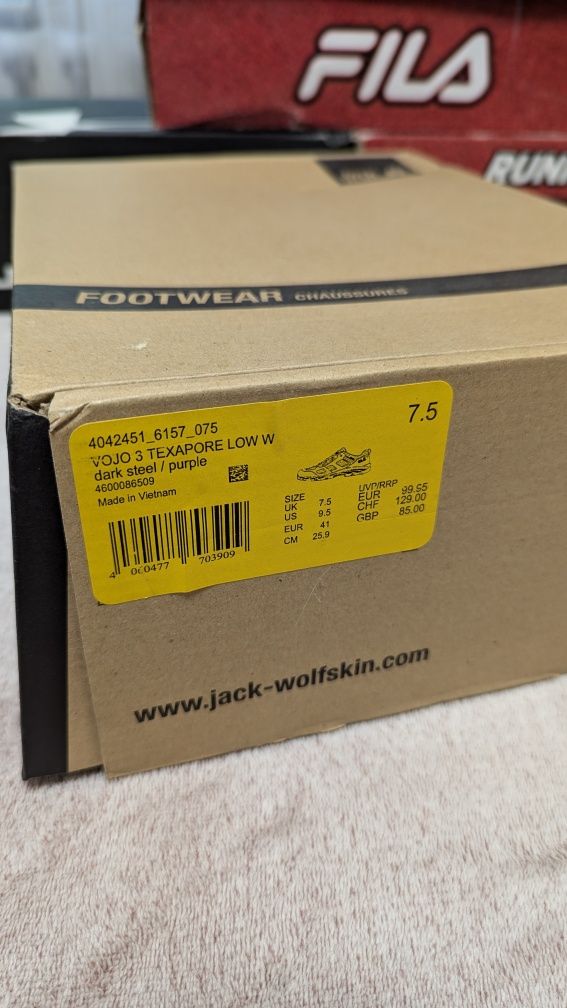 FILA
RUNN
FOOTWEAR CHAUSSURES
4042451_6157_075
7.5
VOJO 3 TEXAPORE LOW W
dark steel / purple
4600086509
Made in Vietnam
SIZE
UK 7.5
US 9.5
EUR 41
CM 25.9
UVP/RRP
EUR 99.95
CHF 129.00
GBP 85.00
4 060477 703909
www.jack-wolfskin.com